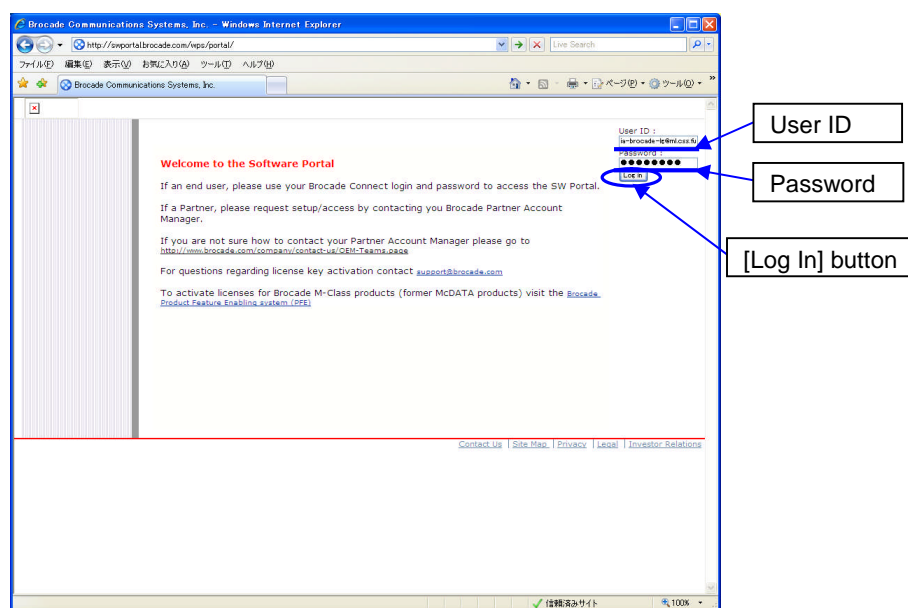 Brocade Communications Systems, Inc. - Windows Internet Explorer
http://swportal.brocade.com/wps/portal/
Live Search
ファイル(F) 編集(E) 表示(V) お気に入り(A) ツール(T) ヘルプ(H)
Brocade Communications Systems, Inc.
ページ(P) ツール(O)
User ID :
Password :
Log in
Welcome to the Software Portal
If an end user, please use your Brocade Connect login and password to access the SW Portal.
If a Partner, please request setup/access by contacting you Brocade Partner Account
Manager.
If you are not sure how to contact your Partner Account Manager please go to
http://www.brocade.com/company/contact-us/OEM-Teams.page
For questions regarding license key activation contact support@brocade.com
To activate licenses for Brocade M-Class products (former McDATA products) visit the Brocade
Product Feature Enabling system (PFE)
Contact Us | Site Map | Privacy | Legal | Investor Relations
信頼済みサイト
100%
User ID
Password
[Log In] button